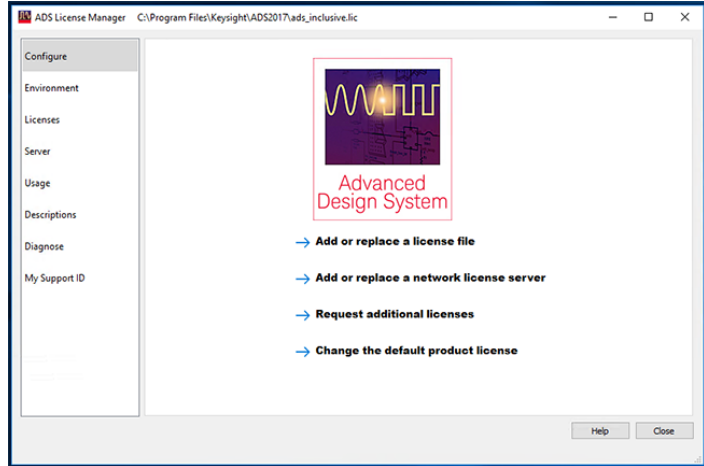 ADS License Manager C:\Program Files\Keysight\ADS2017\ads_inclusive.lic
Configure
Environment
Licenses
Server
Usage
Descriptions
Diagnose
My Support ID
Advanced
Design System
Add or replace a license file
Add or replace a network license server
Request additional licenses
Change the default product license
Help Close